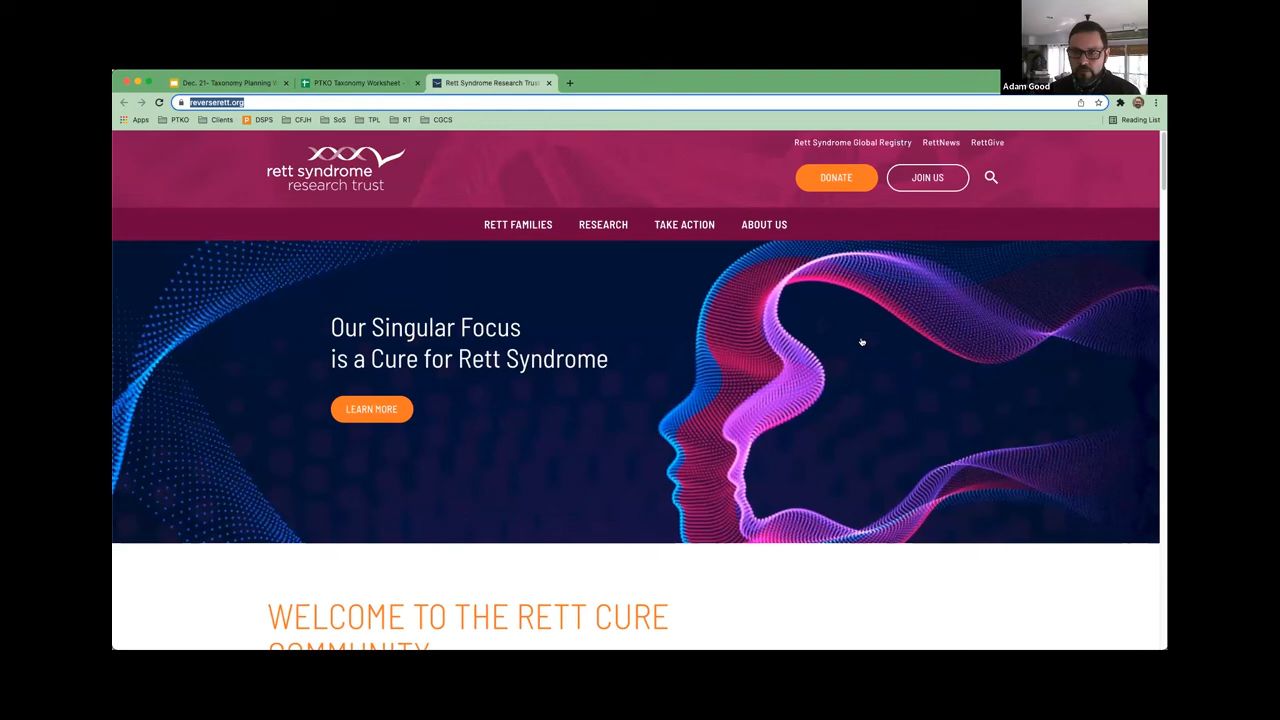 Adam Good
Dec. 21- Taxonomy Planning
PTKO Taxonomy Worksheet -
Rett Syndrome Research Trust
reverserett.org
Apps
PTKO
Clients
DSPS
CFJH
SoS
TPL
RT
CGCS
Reading List
Rett Syndrome Global Registry
RettNews
RettGive
rett syndrome
research trust
DONATE
JOIN US
RETT FAMILIES
RESEARCH
TAKE ACTION
ABOUT US
Our Singular Focus
is a Cure for Rett Syndrome
LEARN MORE
WELCOME TO THE RETT CURE
COMMUNITY